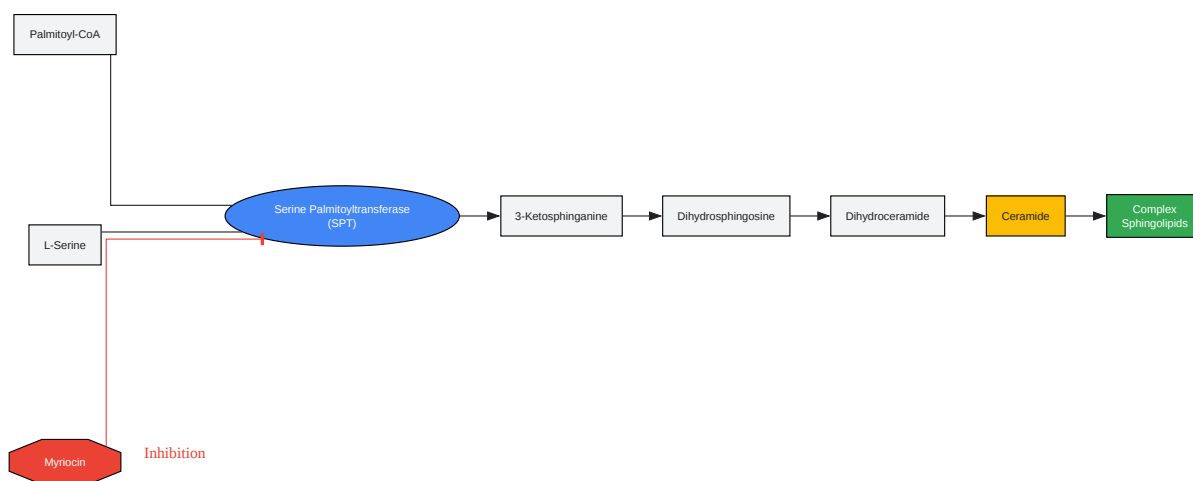 Palmitoyl-CoA
L-Serine
Serine Palmitoyltransferase
(SPT)
3-Ketosphinganine
Dihydrosphingosine
Dihydroceramide
Ceramide
Complex
Sphingolipids
Myriocin
Inhibition